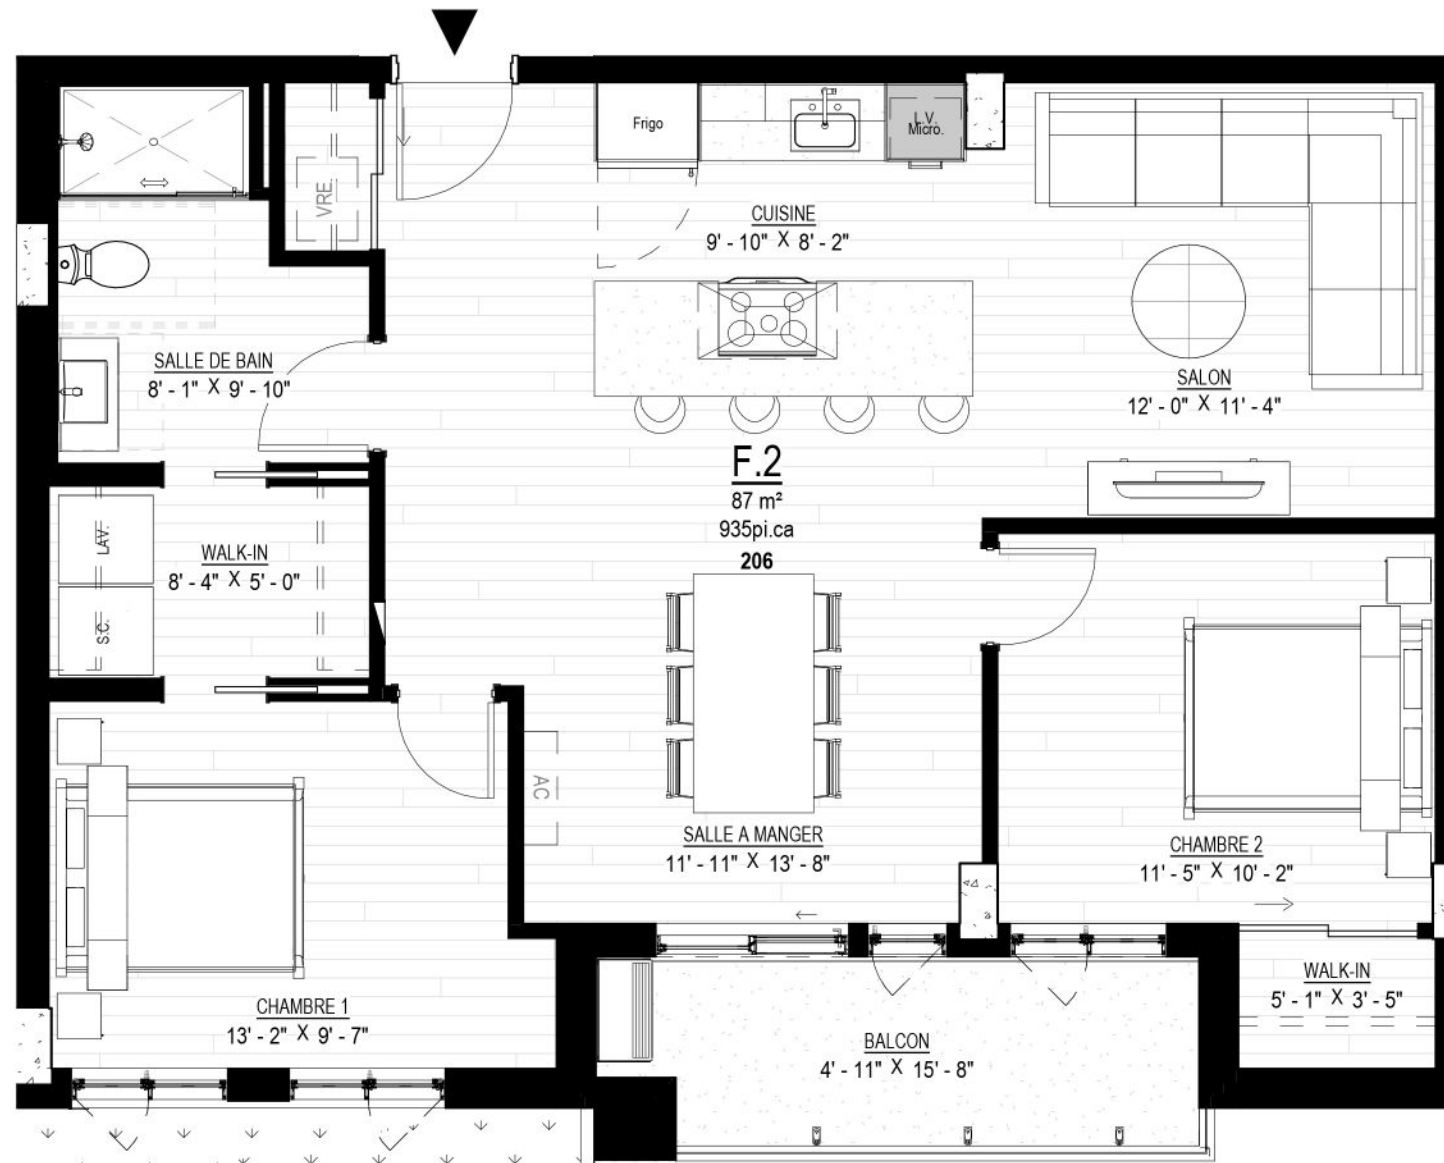 Frigo
L.V.
Micro.
VRE
CUISINE
9' - 10" X 8' - 2"
SALLE DE BAIN
8' - 1" X 9' - 10"
SALON
12' - 0" X 11' - 4"
F.2
87 m²
935pi.ca
206
LAV.
WALK-IN
8' - 4" X 5' - 0"
S.C.
AC
SALLE A MANGER
11' - 11" X 13' - 8"
CHAMBRE 2
11' - 5" X 10' - 2"
WALK-IN
5' - 1" X 3' - 5"
CHAMBRE 1
13' - 2" X 9' - 7"
BALCON
4' - 11" X 15' - 8"